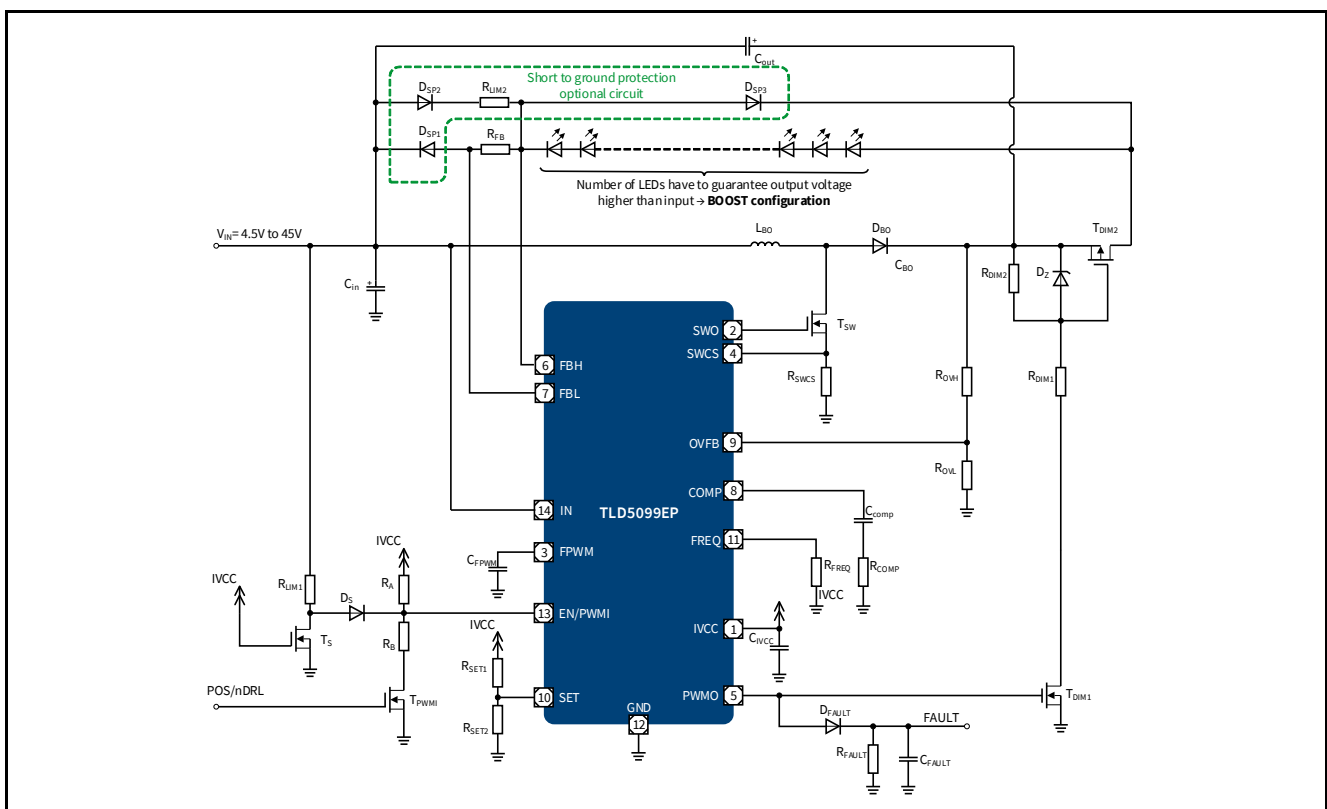 +
Cout
Short to ground protection
optional circuit
DSP2
RLIM2
DSP3
DSP1
RFB
Number of LEDs have to guarantee output voltage
higher than input → BOOST configuration
VIN= 4.5V to 45V
LBO
DBO
TDIM2
CBO
RDIM2
DZ
Cin
+
SWO
2
TSW
SWCS
4
6
FBH
RSWCS
ROVH
RDIM1
7
FBL
OVFB
9
ROVL
COMP
8
14
IN
TLD5099EP
Ccomp
FREQ
11
3
FPWM
CFPWM
IVCC
RFREQ
RCOMP
IVCC
RLIM1
DS
RA
IVCC
13
EN/PWMI
IVCC
1
CIVCC
TS
RB
IVCC
RSET1
POS/nDRL
TPWMI
10
SET
PWMO
5
TDIM1
GND
12
DFAULT
FAULT
RSET2
RFAULT
CFAULT